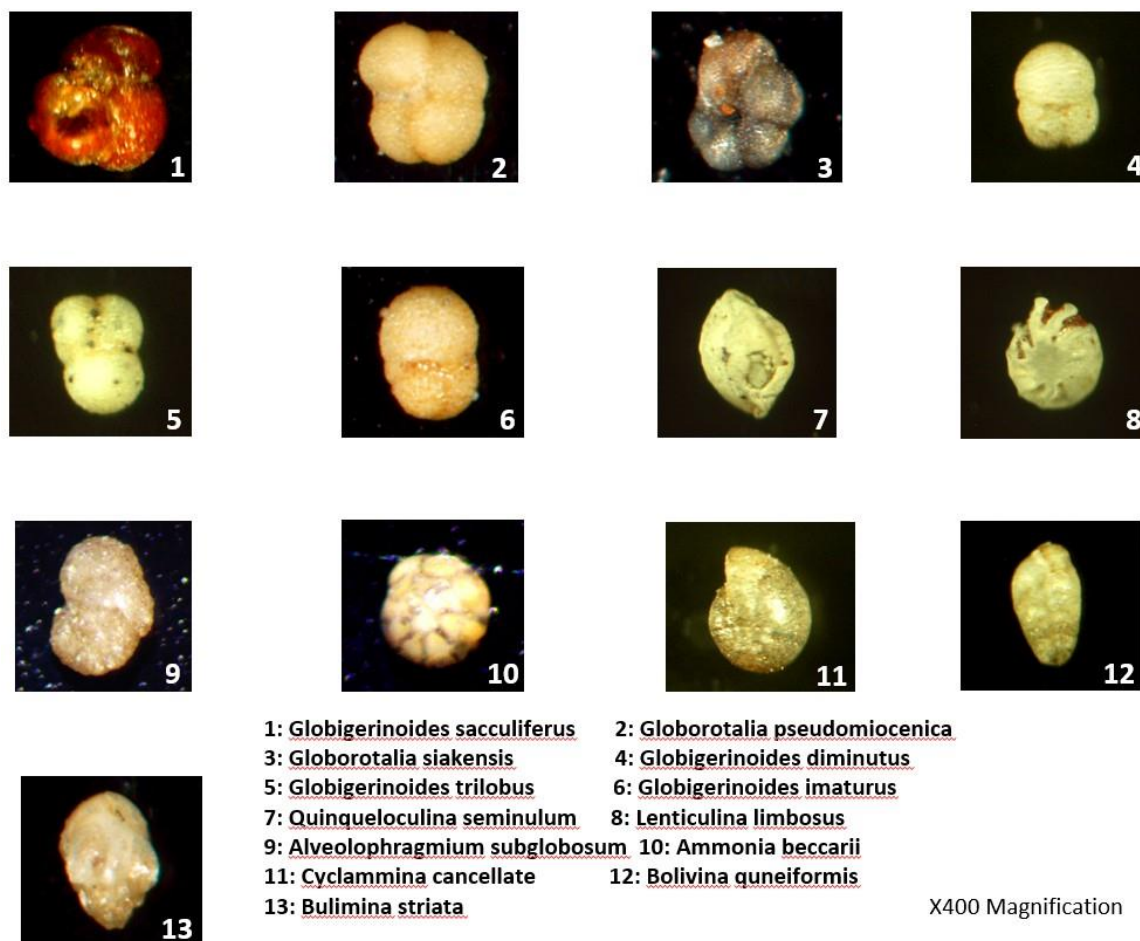 1
2
3
4
5
6
7
8
9
10
11
12
1: Globigerinoides sacculiferus 2: Globorotalia pseudomiocenica
3: Globorotalia siakensis 4: Globigerinoides diminutus
5: Globigerinoides trilobus 6: Globigerinoides imaturus
7: Quinqueloculina seminulum 8: Lenticulina limbosus
9: Alveolophragmium subglobosum 10: Ammonia beccarii
11: Cyclammina cancellate 12: Bolivina quneiformis
13: Bulimina striata
X400 Magnification
13